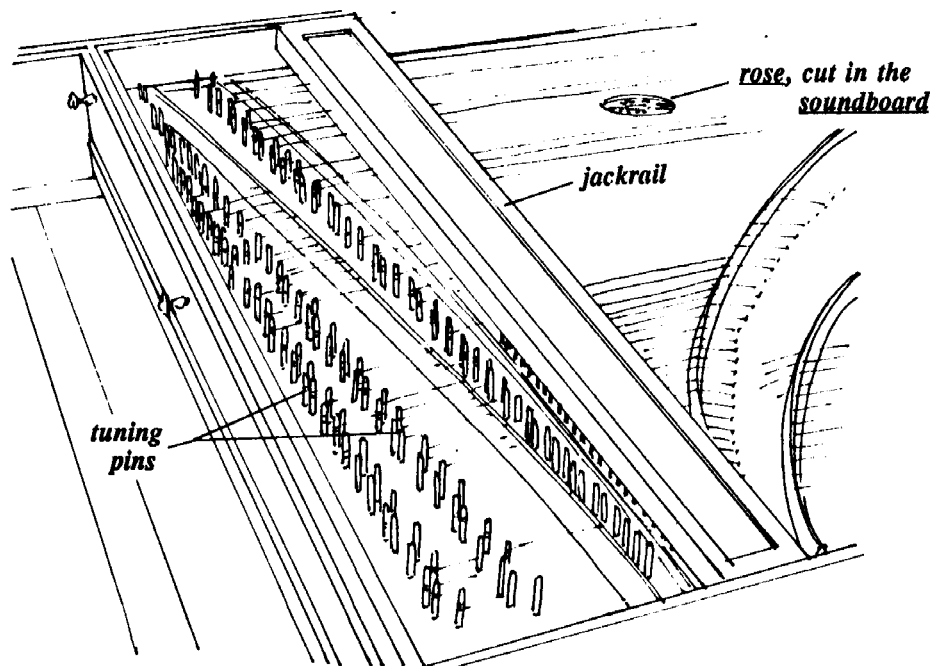 rose, cut in the
soundboard
jackrail
tuning
pins